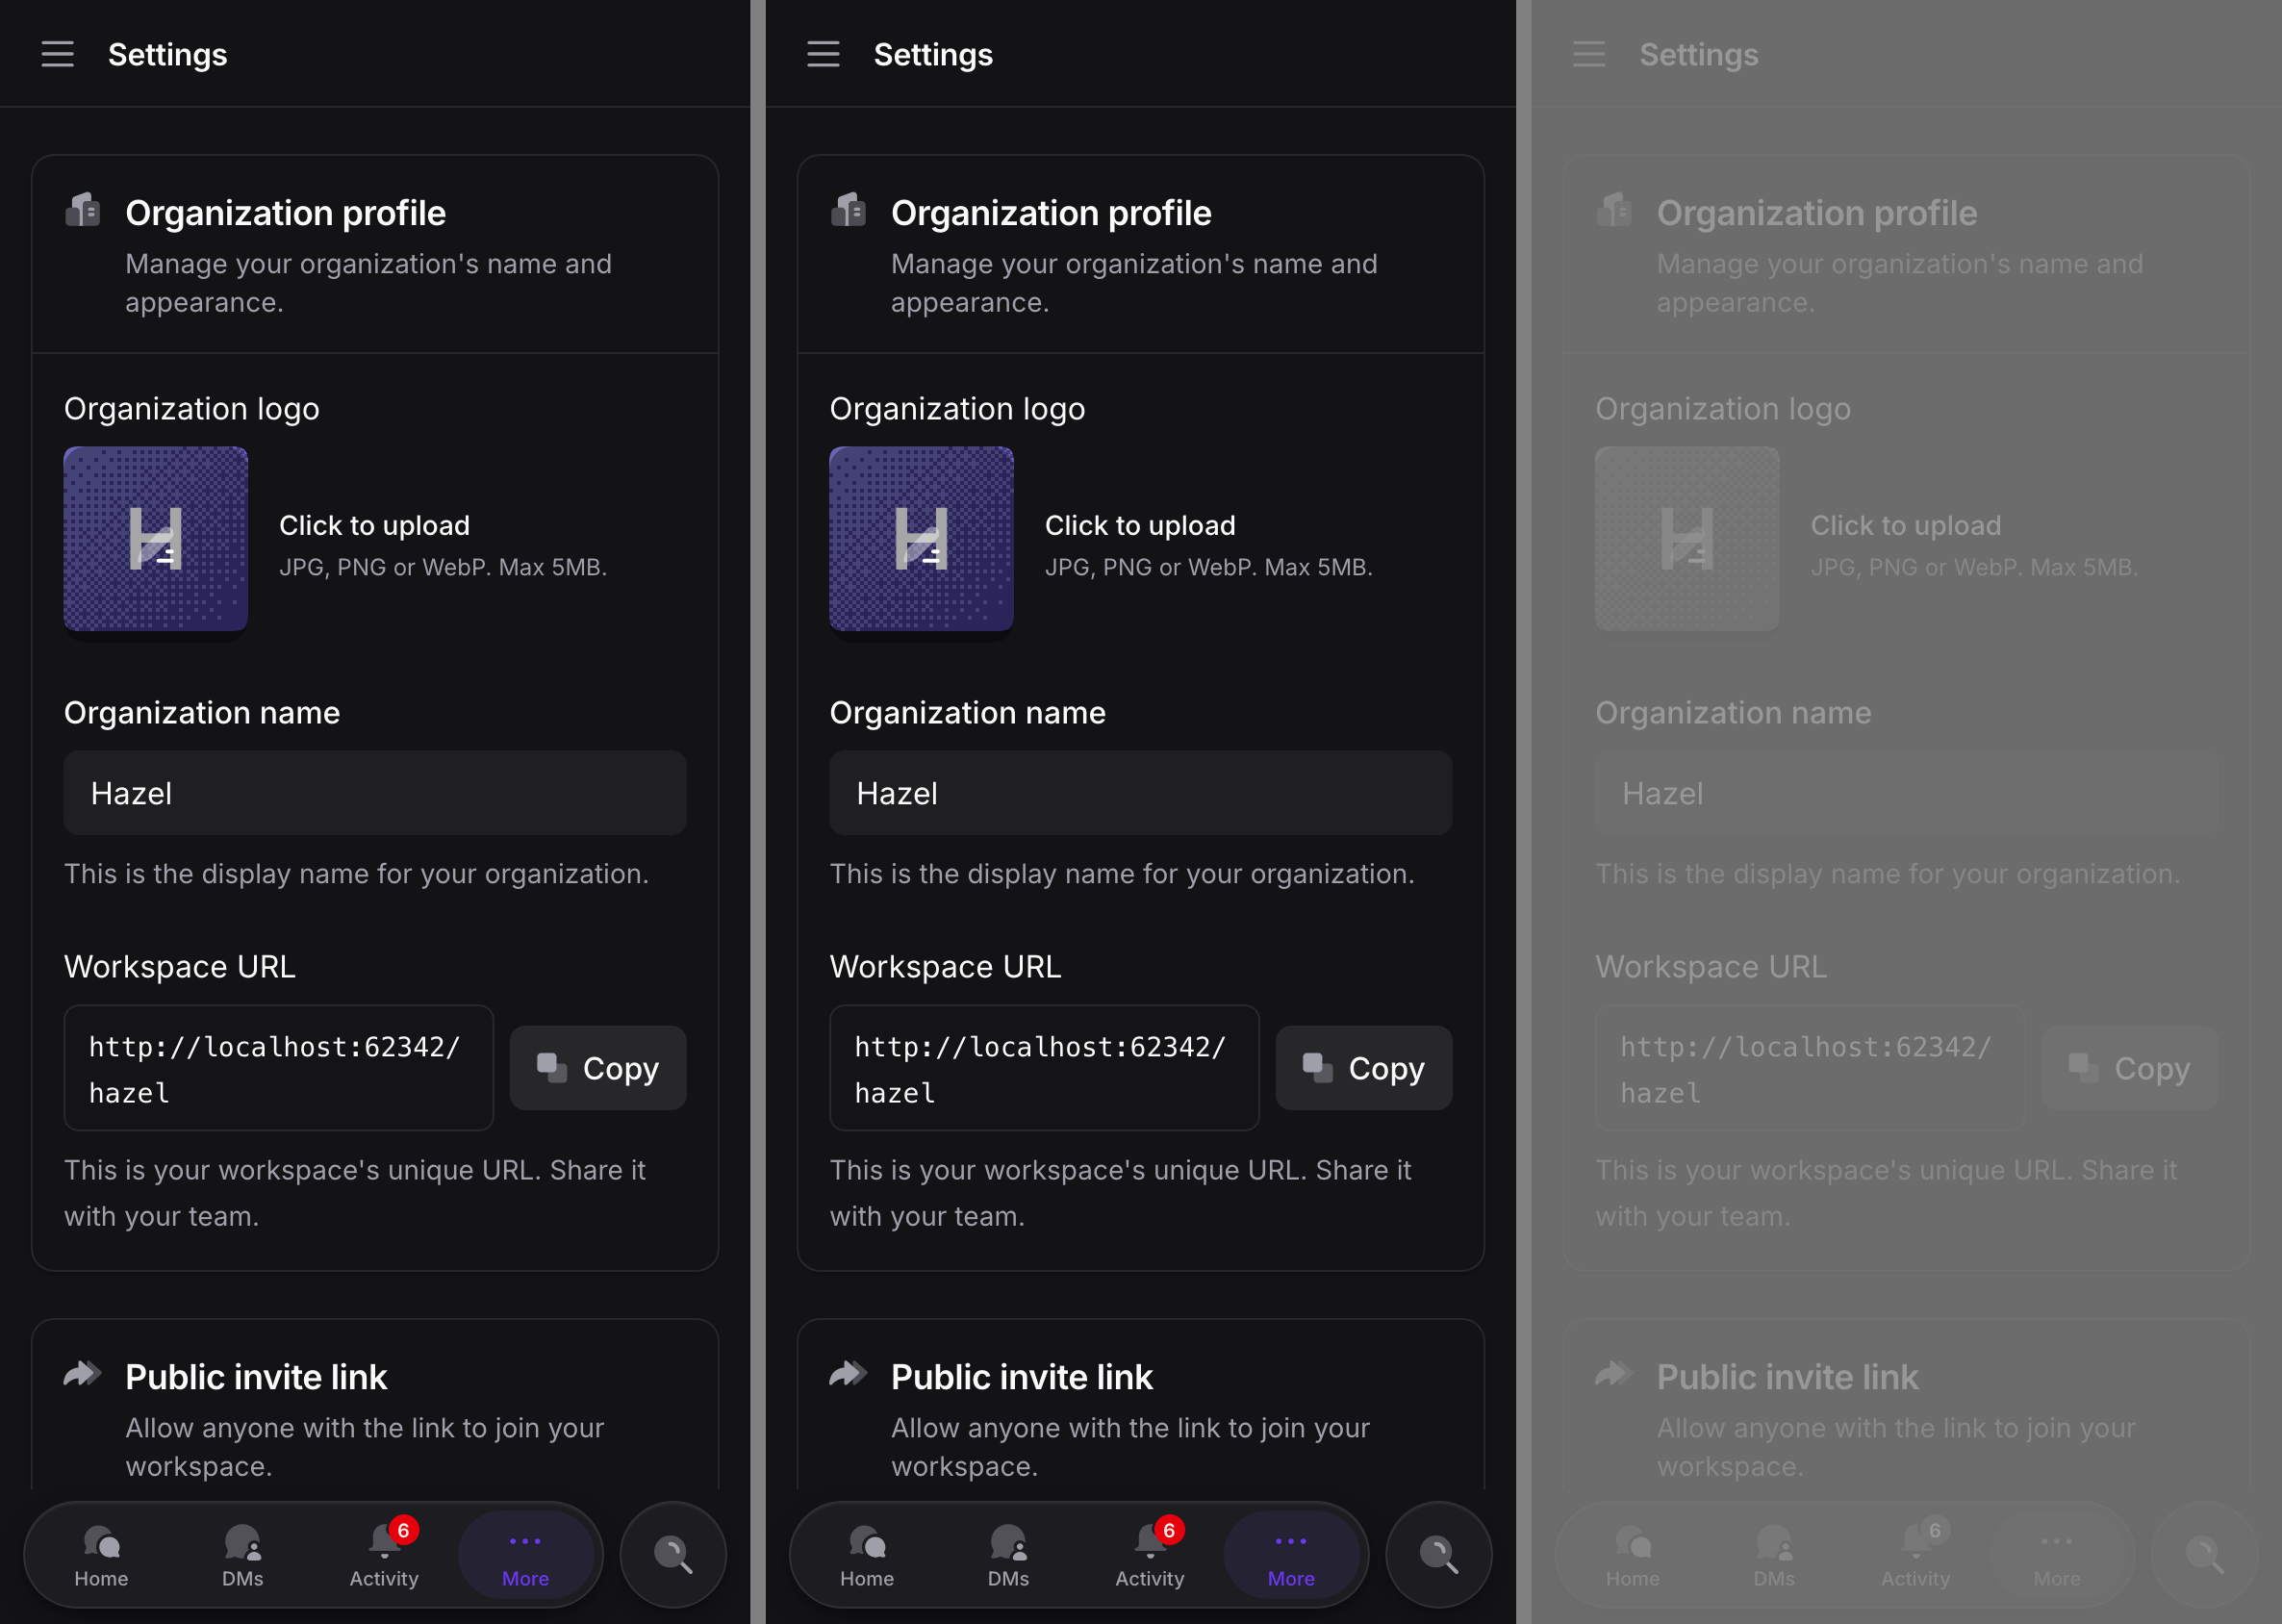 Settings
Organization profile
Manage your organization's name and
appearance.
Organization logo
H
Click to upload
JPG, PNG or WebP. Max 5MB.
Organization name
Hazel
This is the display name for your organization.
Workspace URL
http://localhost:62342/
hazel
Copy
This is your workspace's unique URL. Share it
with your team.
Public invite link
Allow anyone with the link to join your
workspace.
6
Home
DMs
Activity
More
Settings
Organization profile
Manage your organization's name and
appearance.
Organization logo
H
Click to upload
JPG, PNG or WebP. Max 5MB.
Organization name
Hazel
This is the display name for your organization.
Workspace URL
http://localhost:62342/
hazel
Copy
This is your workspace's unique URL. Share it
with your team.
Public invite link
Allow anyone with the link to join your
workspace.
6
Home
DMs
Activity
More
Settings
Organization profile
Manage your organization's name and
appearance.
Organization logo
H
Click to upload
JPG, PNG or WebP. Max 5MB.
Organization name
Hazel
This is the display name for your organization.
Workspace URL
http://localhost:62342/
hazel
Copy
This is your workspace's unique URL. Share it
with your team.
Public invite link
Allow anyone with the link to join your
workspace.
6
Home
DMs
Activity
More